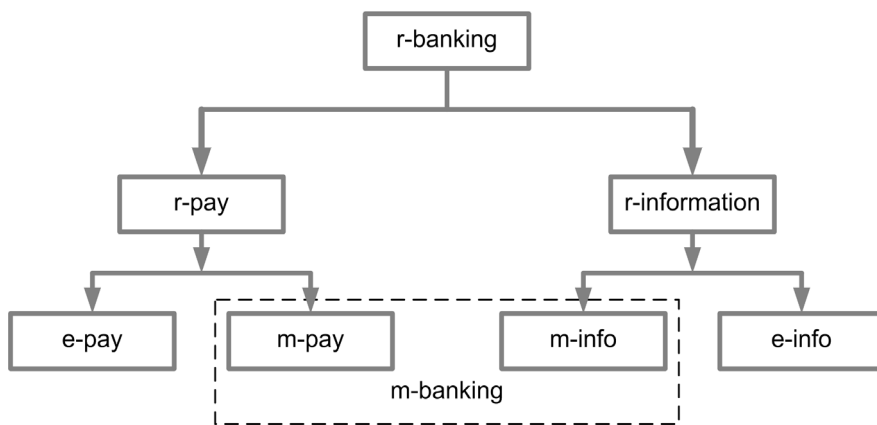 r-banking
r-pay
r-information
e-pay
m-pay
m-info
e-info
m-banking